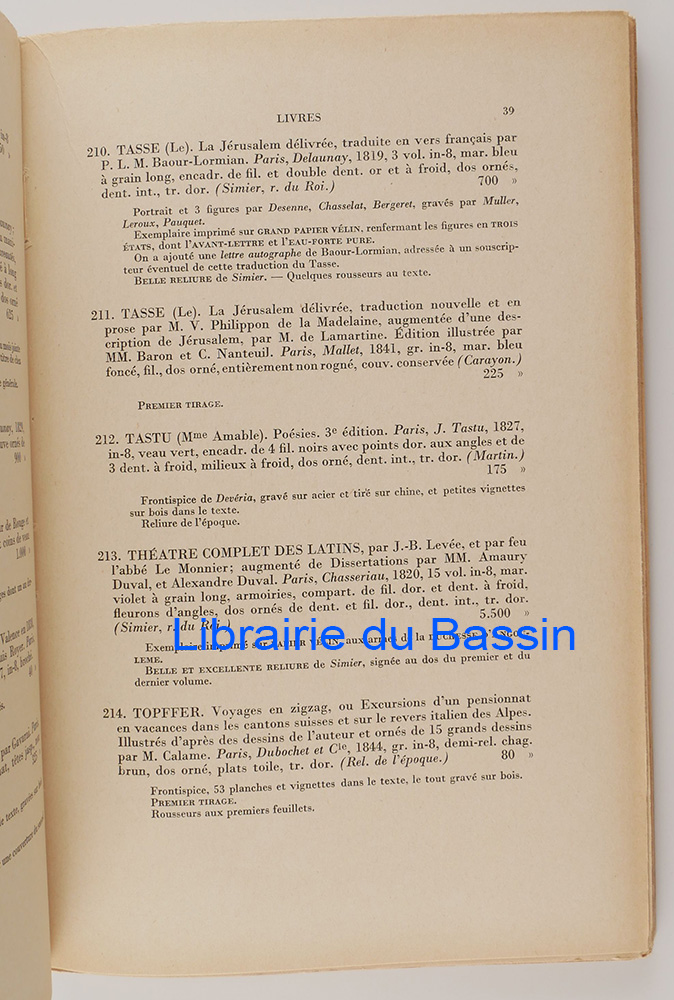 LIVRES
39
210. TASSE (Le). La Jérusalem délivrée, traduite en vers français par
P. L. M. Baour-Lormian. Paris, Delaunay, 1819, 3 vol. in-8, mar. bleu
à grain long, encadr. de fil. et double dent. or et à froid, dos ornés,
dent. int., tr. dor. (Simier, r. du Roi.)
700 »
Portrait et 3 figures par Desenne, Chasselat, Bergeret, gravés par Muller,
Leroux, Pauquet.
Exemplaire imprimé sur GRAND PAPIER VÉLIN, renfermant les figures en TROIS
ÉTATS, dont l'AVANT-LETTRE et l'EAU-FORTE PURE.
On a ajouté une lettre autographe de Baour-Lormian, adressée à un souscrip-
teur éventuel de cette traduction du Tasse.
BELLE RELIURE de Simier. — Quelques rousseurs au texte.
211. TASSE (Le). La Jérusalem délivrée, traduction nouvelle et en
prose par M. V. Philippon de la Madelaine, augmentée d'une des-
cription de Jérusalem, par M. de Lamartine. Édition illustrée par
MM. Baron et C. Nanteuil. Paris, Mallet, 1841, gr. in-8, mar. bleu
foncé, fil., dos orné, entièrement non rogné, couv. conservée (Carayon.)
225 »
PREMIER TIRAGE.
212. TASTU (Mme Amable). Poésies. 3e édition. Paris, J. Tastu, 1827,
in-8, veau vert, encadr. de 4 fil. noirs avec points dor. aux angles et de
3 dent. à froid, milieux à froid, dos orné, dent. int., tr. dor. (Martin.)
175 »
Frontispice de Devéria, gravé sur acier et tiré sur chine, et petites vignettes
sur bois dans le texte.
Reliure de l'époque.
213. THÉATRE COMPLET DES LATINS, par J.-B. Levée, et par feu
l'abbé Le Monnier; augmenté de Dissertations par MM. Amaury
Duval, et Alexandre Duval. Paris, Chasseriau, 1820, 15 vol. in-8, mar.
violet à grain long, armoiries, compart. de fil. dor. et dent. à froid,
fleurons d'angles, dos ornés de dent. et fil. dor., dent. int., tr. dor.
(Simier, r. du Roi.)
5.500 »
Librairie du Bassin
Exemplaire imprimé sur PAPIER VÉLIN, aux armes de la DUCHESSE D'ANGOU-
LEME.
BELLE ET EXCELLENTE RELIURE de Simier, signée au dos du premier et du
dernier volume.
214. TOPFFER. Voyages en zigzag, ou Excursions d'un pensionnat
en vacances dans les cantons suisses et sur le revers italien des Alpes.
Illustrés d'après des dessins de l'auteur et ornés de 15 grands dessins
par M. Calame. Paris, Dubochet et Cie, 1844, gr. in-8, demi-rel. chag.
brun, dos orné, plats toile, tr. dor. (Rel. de l'époque.)
80 »
Frontispice, 53 planches et vignettes dans le texte, le tout gravé sur bois.
PREMIER TIRAGE.
Rousseurs aux premiers feuillets.